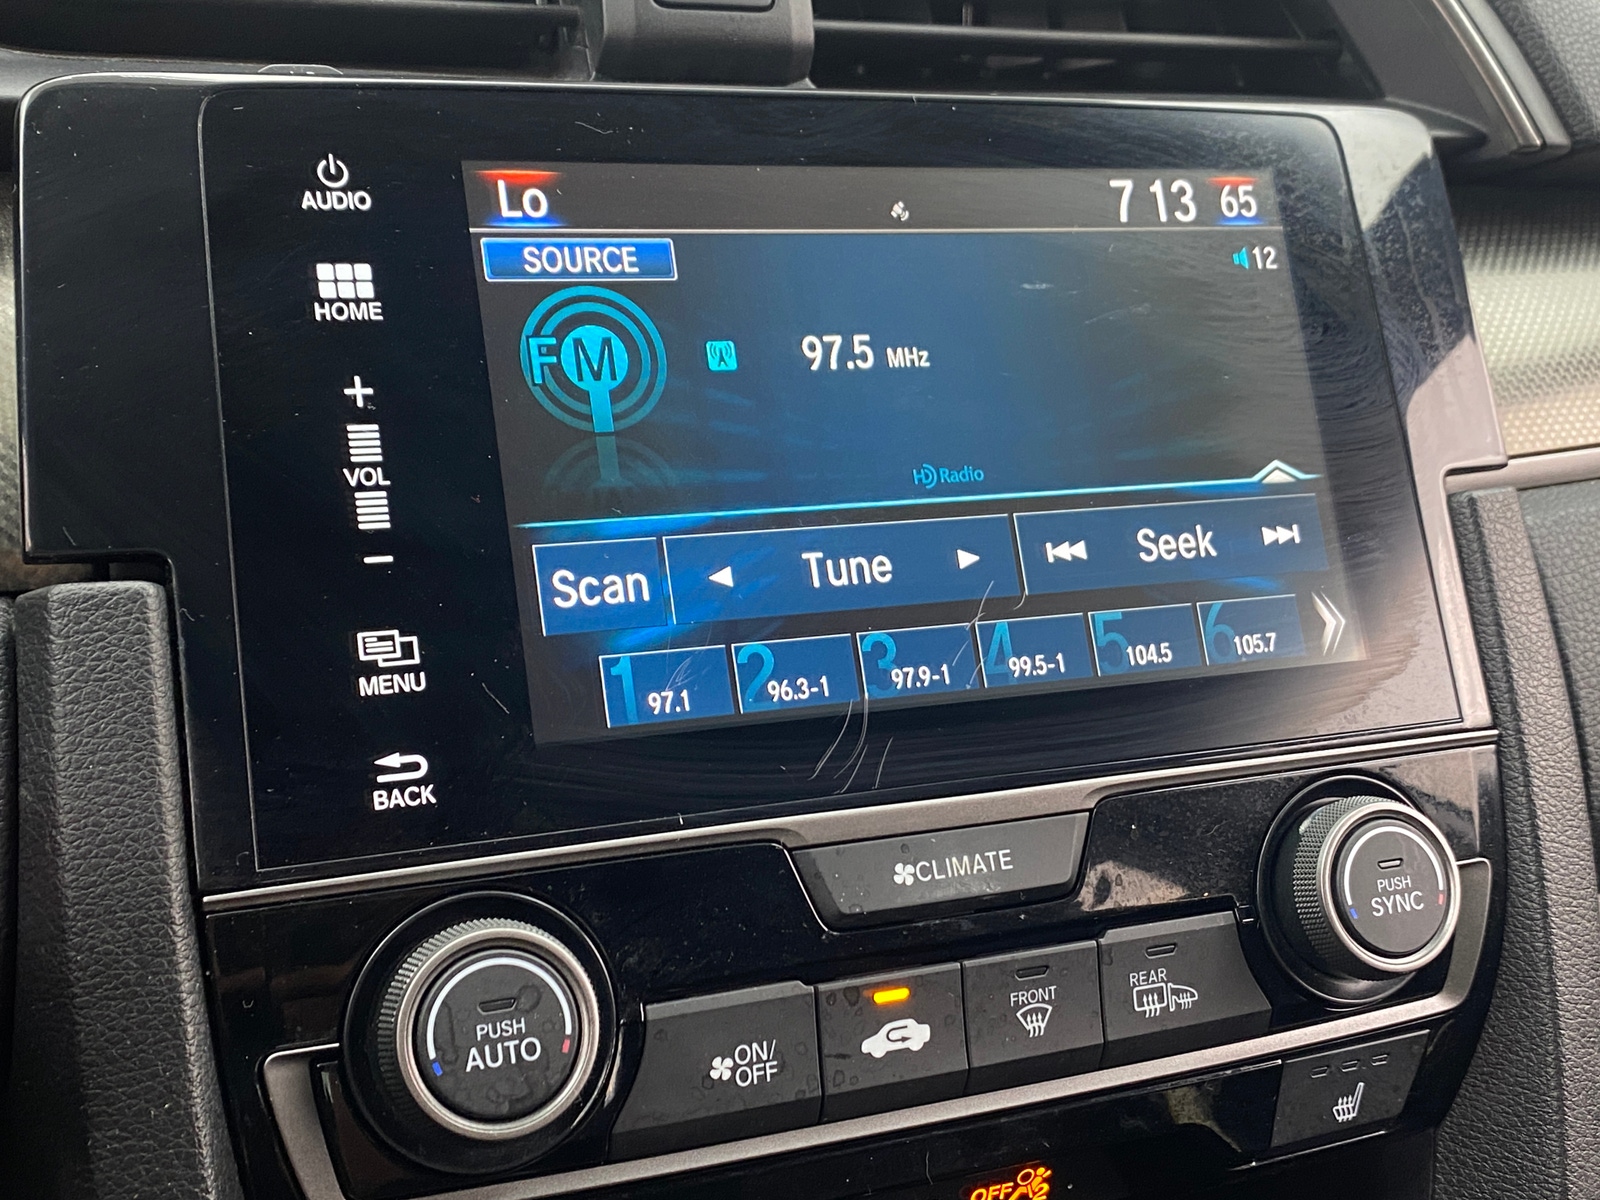 AUDIO
HOME
+
VOL
-
MENU
BACK
Lo
7 13
65
SOURCE
12
FM
97.5 MHz
HD Radio
Scan
Tune
Seek
1 97.1
2 96.3-1
3 97.9-1
4 99.5-1
5 104.5
6 105.7
CLIMATE
PUSH
AUTO
ON/
OFF
FRONT
REAR
PUSH
SYNC
OFF
2